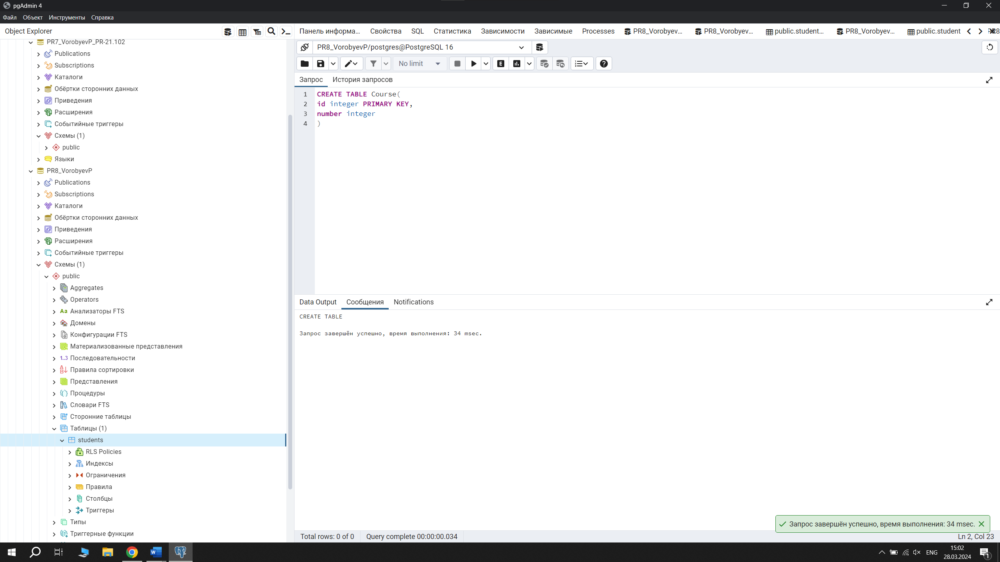 pgAdmin 4
Файл Объект Инструменты Справка
Object Explorer
Панель информа... Свойства SQL Статистика Зависимости Зависимые Processes PR8_Vorobyev... PR8_Vorobyev... public.student... PR8_Vorobyev... public.student
PR8_VorobyevP/postgres@PostgreSQL 16
No limit
E
Запрос История запросов
1 CREATE TABLE Course(
2 id integer PRIMARY KEY,
3 number integer
4 )
PR7_VorobyevP_PR-21.102
Publications
Subscriptions
Каталоги
Обёртки сторонних данных
Приведения
Расширения
Событийные триггеры
Схемы (1)
public
Языки
PR8_VorobyevP
Publications
Subscriptions
Каталоги
Обёртки сторонних данных
Приведения
Расширения
Событийные триггеры
Схемы (1)
public
Aggregates
Operators
Aa Анализаторы FTS
Домены
Конфигурации FTS
Материализованные представления
1..3 Последовательности
Правила сортировки
Представления
Процедуры
Словари FTS
Сторонние таблицы
Таблицы (1)
students
RLS Policies
Индексы
Ограничения
Правила
Столбцы
Триггеры
Типы
Триггерные функции
Data Output Сообщения Notifications
CREATE TABLE
Запрос завершён успешно, время выполнения: 34 msec.
Запрос завершён успешно, время выполнения: 34 msec.
Total rows: 0 of 0 Query complete 00:00:00.034 Ln 2, Col 23
ENG
15:02
28.03.2024
1